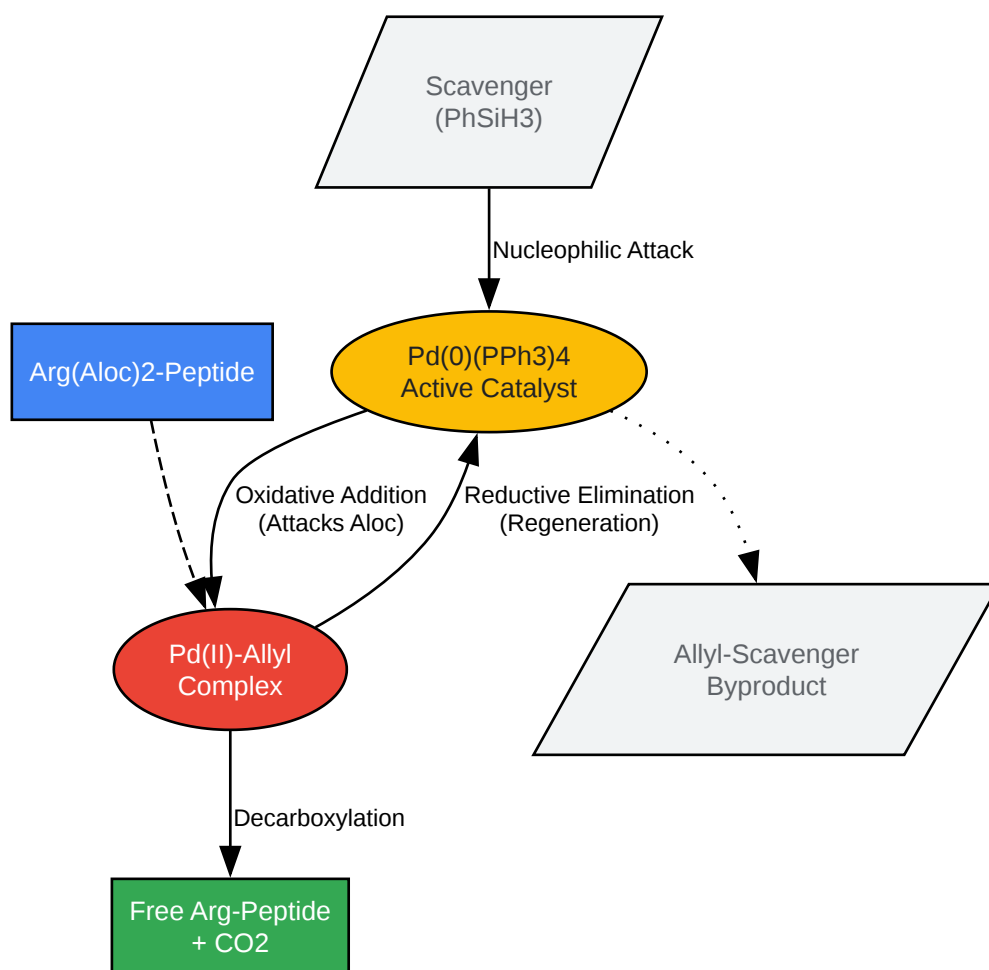 Scavenger
(PhSiH3)
Nucleophilic Attack
Arg(Aloc)2-Peptide
Pd(0)(PPh3)4
Active Catalyst
Oxidative Addition
(Attacks Aloc)
Reductive Elimination
(Regeneration)
Pd(II)-Allyl
Complex
Allyl-Scavenger
Byproduct
Decarboxylation
Free Arg-Peptide
+ CO2